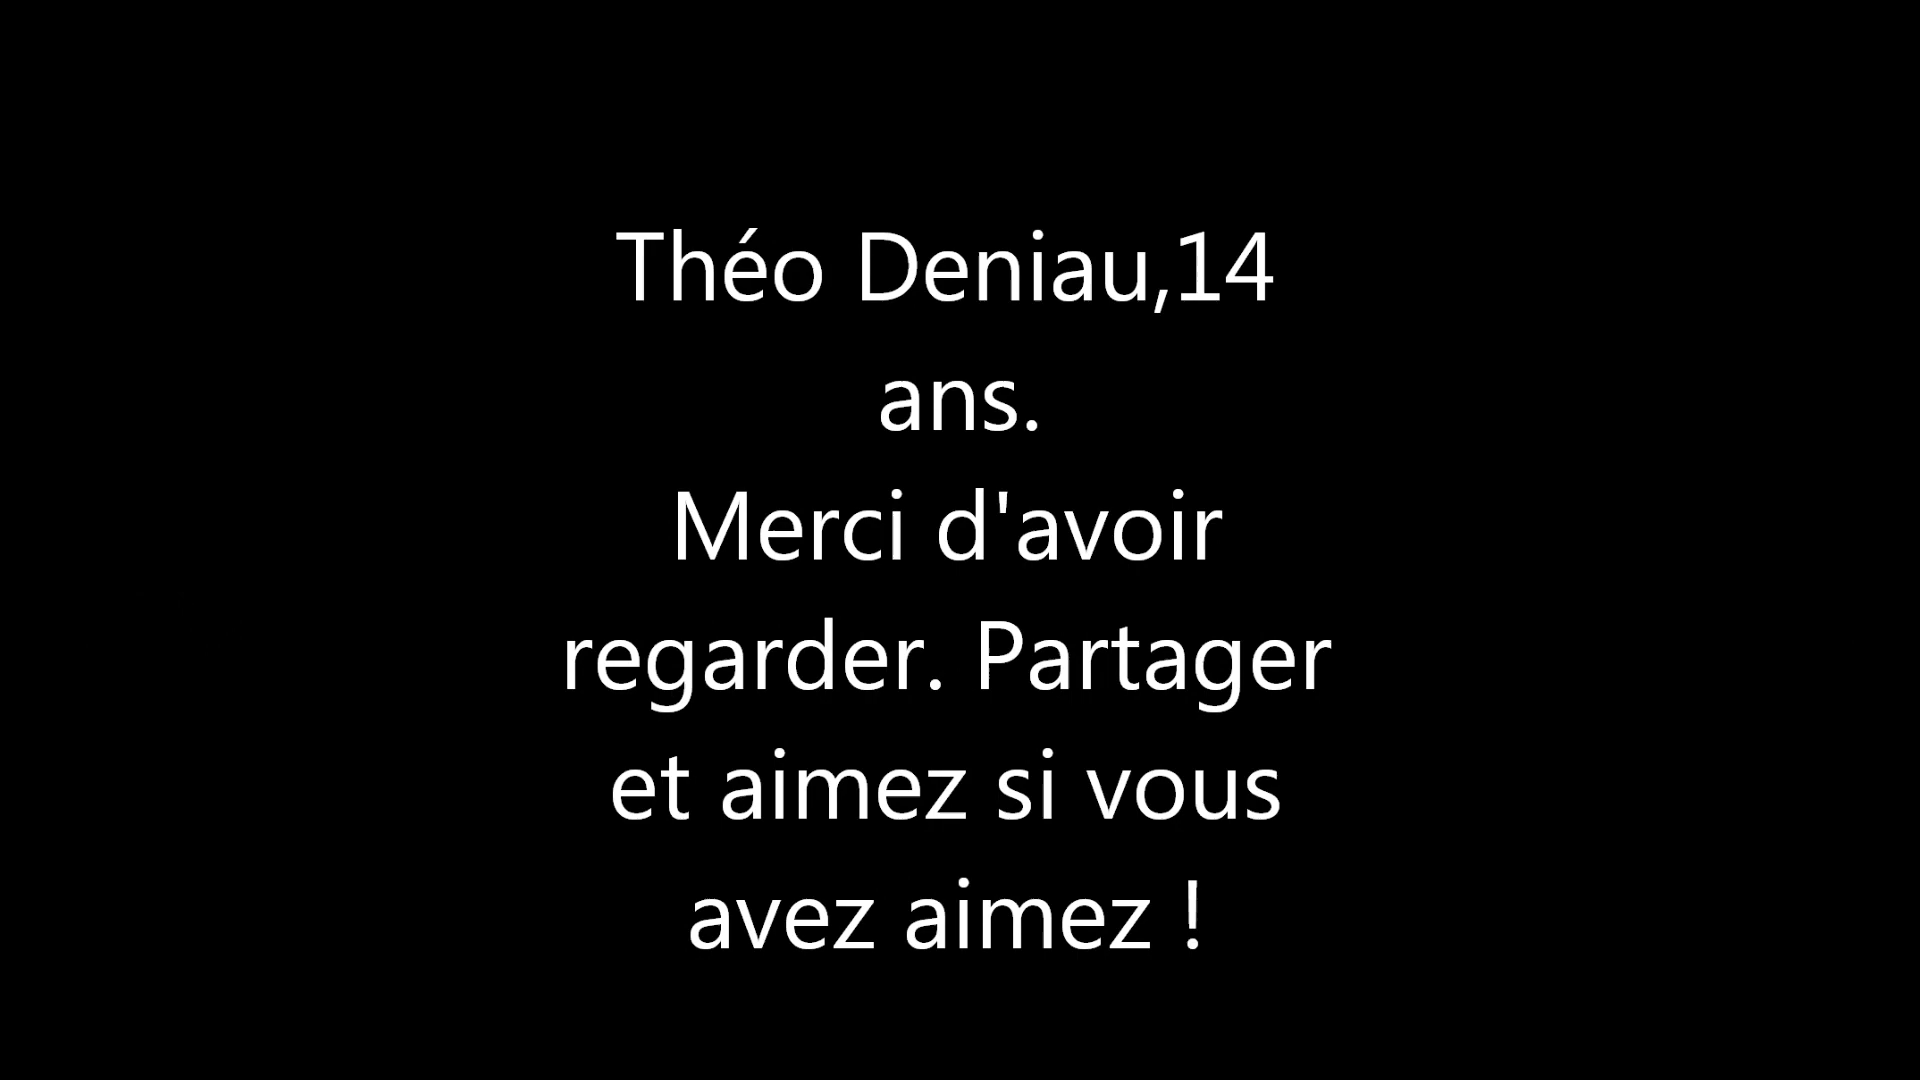 Théo Deniau,14
ans.
Merci d'avoir
regarder. Partager
et aimez si vous
avez aimez !